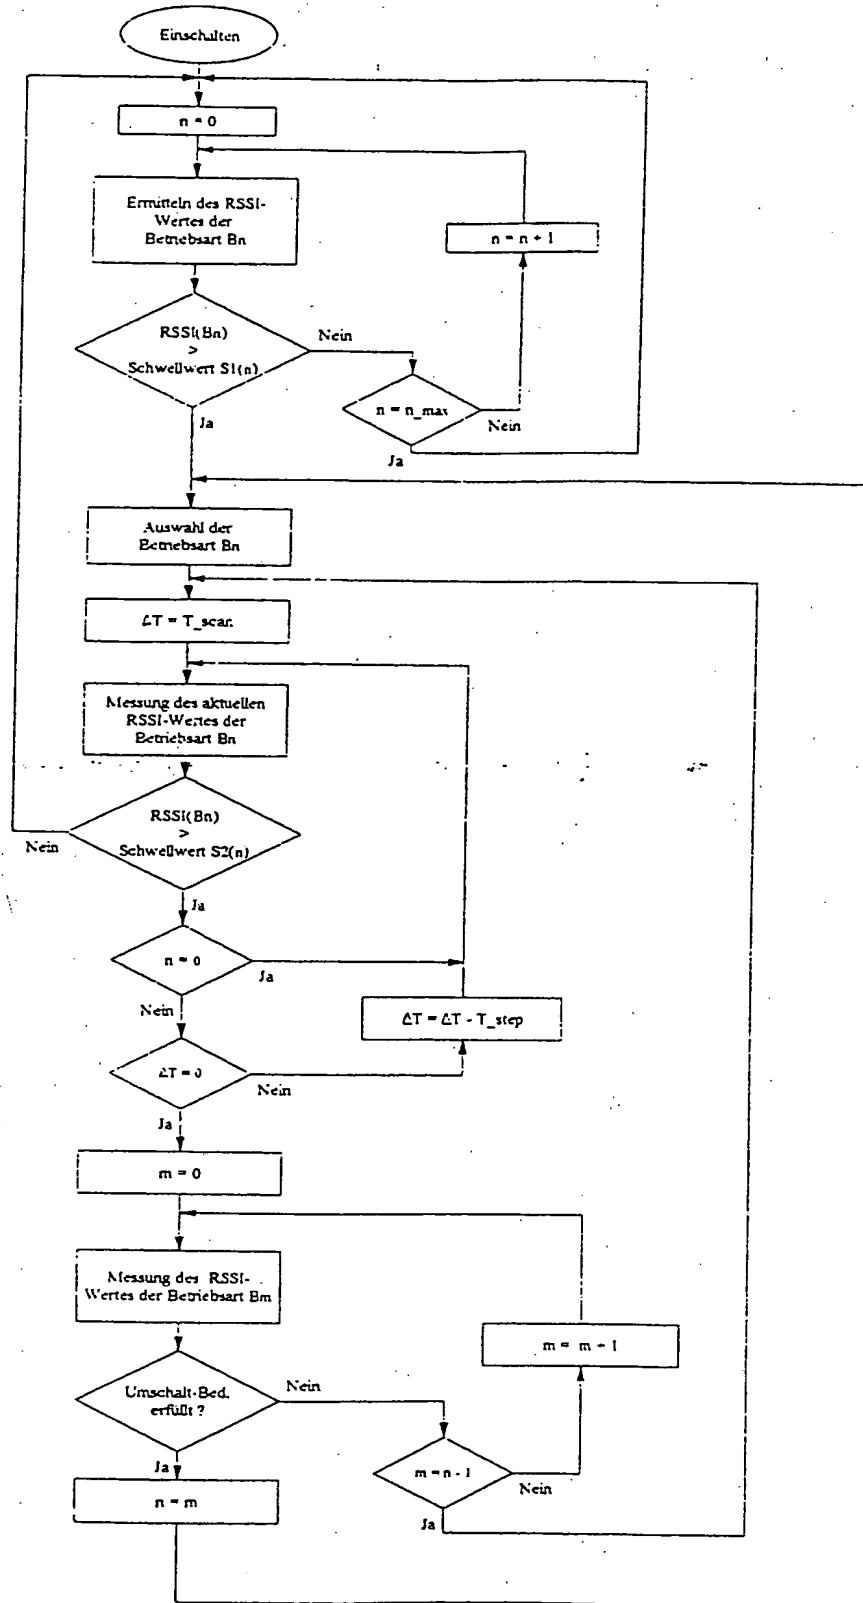 Einschalten
n = 0
Ermitteln des RSSI-
Wertes der
Betriebsart Bn
n = n + 1
RSSI(Bn)
>
Schwellwert S1(n)
Nein
Ja
n = n_max
Nein
Ja
Auswahl der
Betriebsart Bn
ΔT = T_scan
Messung des aktuellen
RSSI-Wertes der
Betriebsart Bn
RSSI(Bn)
>
Schwellwert S2(n)
Nein
Ja
n = 0
Ja
Nein
ΔT = ΔT - T_step
ΔT = 0
Nein
Ja
m = 0
Messung des RSSI-
Wertes der Betriebsart Bm
m = m + 1
Umschalt-Bed.
erfüllt ?
Nein
Ja
m = n - 1
Nein
Ja
n = m